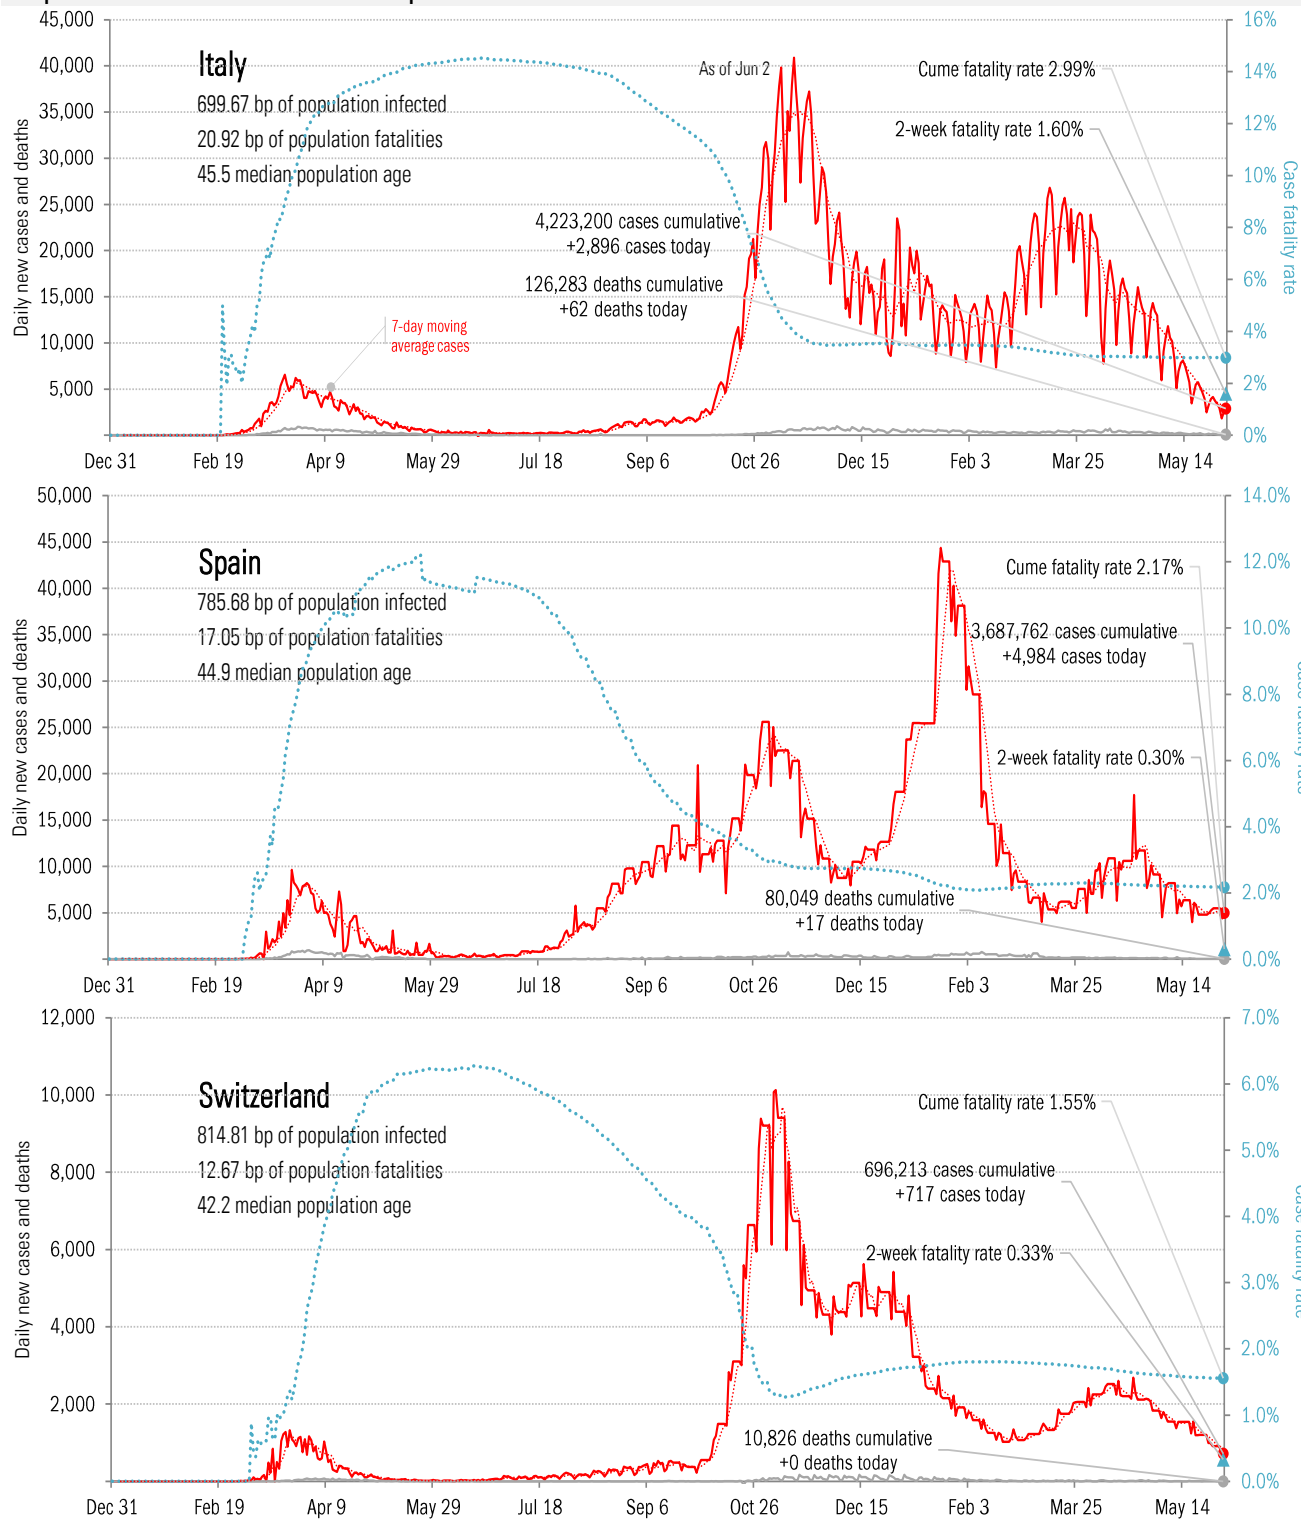 45,000
40,000
35,000
30,000
25,000
20,000
15,000
10,000
5,000
Daily new cases and deaths
Italy
699.67 bp of population infected
20.92 bp of population fatalities
45.5 median population age
As of Jun 2
Cume fatality rate 2.99%
2-week fatality rate 1.60%
4,223,200 cases cumulative
+2,896 cases today
126,283 deaths cumulative
+62 deaths today
7-day moving
average cases
16%
14%
12%
10%
8%
6%
4%
2%
0%
Case fatality rate
Dec 31 Feb 19 Apr 9 May 29 Jul 18 Sep 6 Oct 26 Dec 15 Feb 3 Mar 25 May 14
50,000
45,000
40,000
35,000
30,000
25,000
20,000
15,000
10,000
5,000
Daily new cases and deaths
Spain
785.68 bp of population infected
17.05 bp of population fatalities
44.9 median population age
Cume fatality rate 2.17%
3,687,762 cases cumulative
+4,984 cases today
2-week fatality rate 0.30%
80,049 deaths cumulative
+17 deaths today
14.0%
12.0%
10.0%
8.0%
6.0%
4.0%
2.0%
0.0%
Dec 31 Feb 19 Apr 9 May 29 Jul 18 Sep 6 Oct 26 Dec 15 Feb 3 Mar 25 May 14
12,000
10,000
8,000
6,000
4,000
2,000
Daily new cases and deaths
Switzerland
814.81 bp of population infected
12.67 bp of population fatalities
42.2 median population age
Cume fatality rate 1.55%
696,213 cases cumulative
+717 cases today
2-week fatality rate 0.33%
10,826 deaths cumulative
+0 deaths today
7.0%
6.0%
5.0%
4.0%
3.0%
2.0%
1.0%
0.0%
Dec 31 Feb 19 Apr 9 May 29 Jul 18 Sep 6 Oct 26 Dec 15 Feb 3 Mar 25 May 14